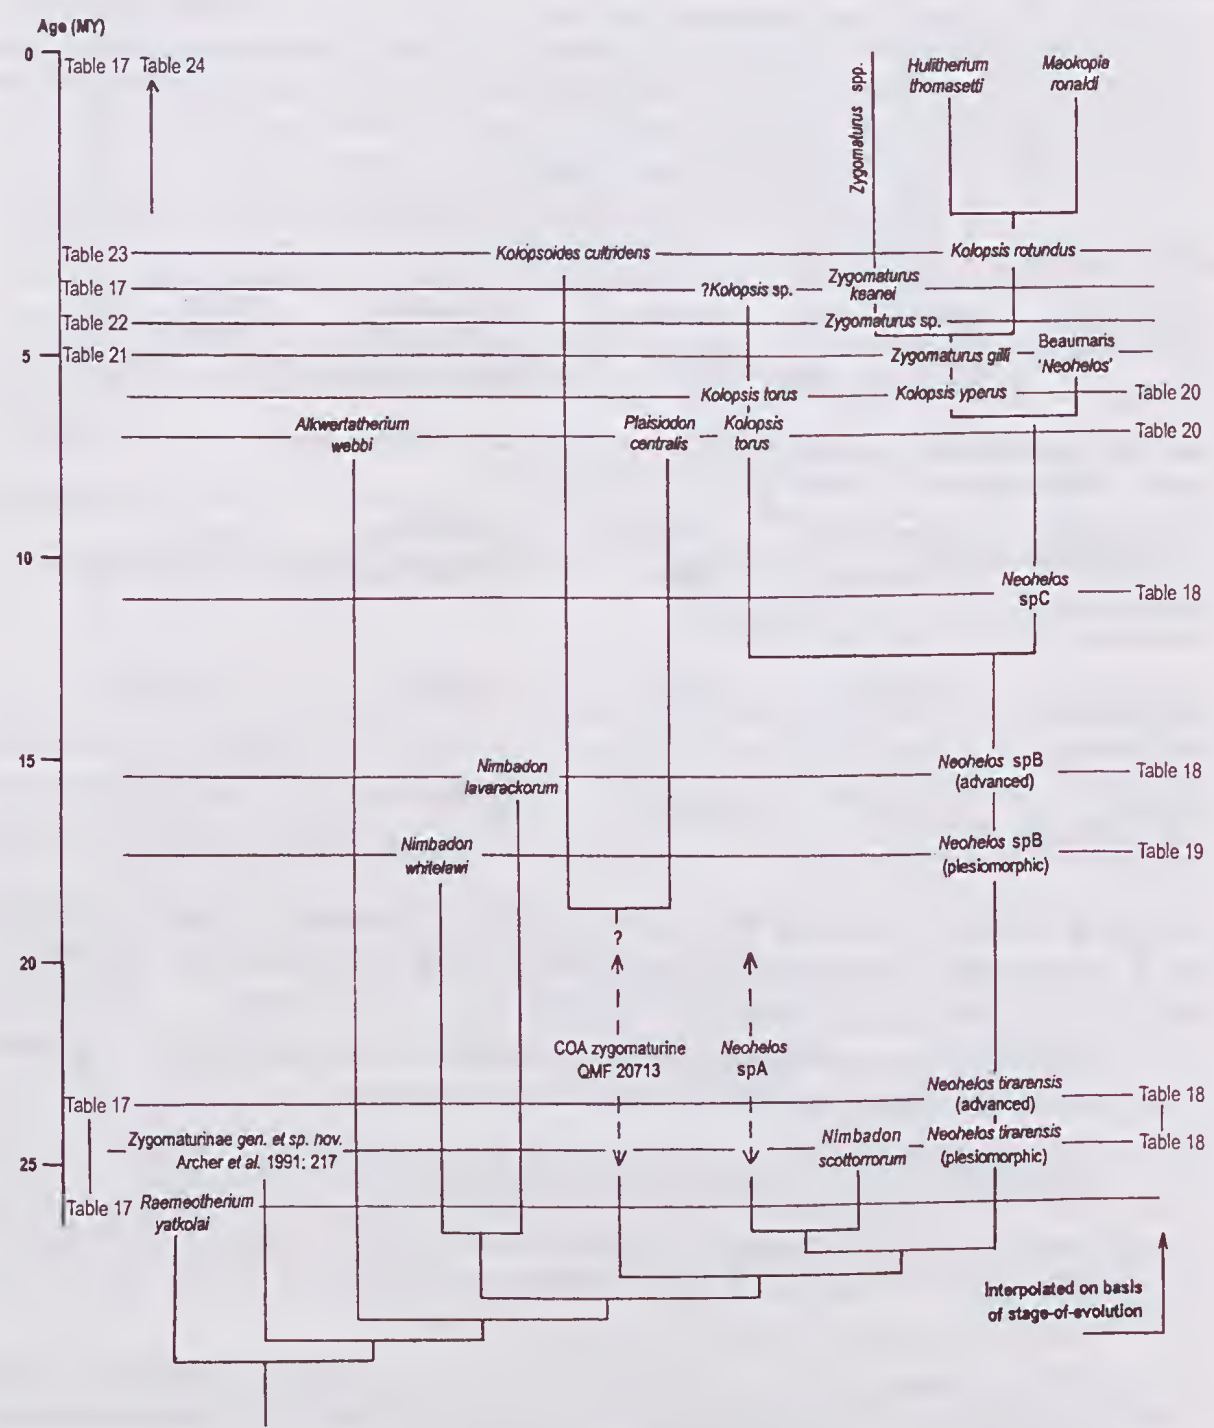 Age (MY)
0
Table 17 Table 24
Zygomaturus spp.
Hulitherium
thomasetti
Maokopia
ronaldi
Table 23
Kolopsoides cultridens
Kolopsis rotundus
Table 17
?Kolopsis sp.
Zygomaturus
keanei
Table 22
Zygomaturus sp.
5
Table 21
Zygomaturus gilli
Beaumaris
'Neohelos'
Kolopsis torus
Kolopsis yperus
Table 20
Alkwertatherium
webbi
Plaisiodon
centralis
Kolopsis
torus
Table 20
10
Neohelos
spC
Table 18
15
Nimbadon
lavarackorum
Neohelos spB
(advanced)
Table 18
Nimbadon
whitelawi
Neohelos spB
(plesiomorphic)
Table 19
?
20
COA zygomaturine
QMF 20713
Neohelos
spA
Table 17
Neohelos tirarensis
(advanced)
Table 18
Zygomaturinae gen. et sp. nov.
Archer et al. 1991: 217
Nimbadon
scottorrorum
Neohelos tirarensis
(plesiomorphic)
Table 18
25
Table 17
Raemeotherium
yatkolai
Interpolated on basis
of stage-of-evolution